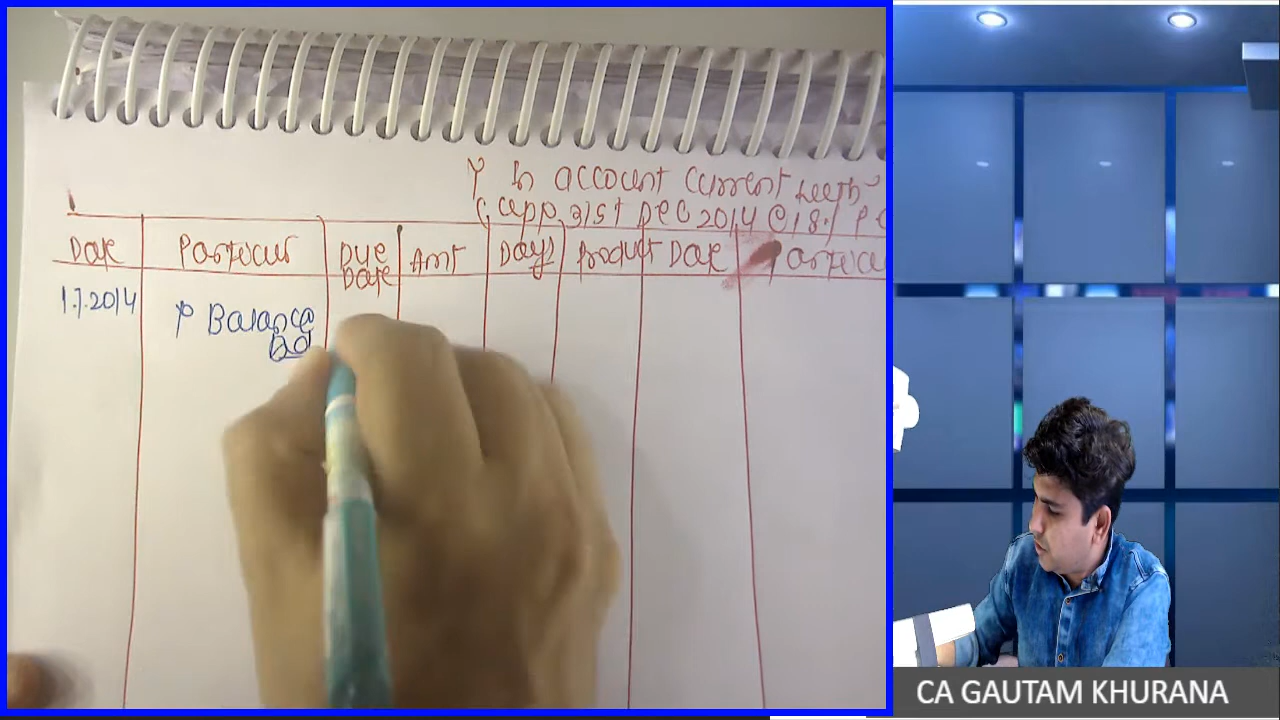 Y In account current with
(upp 31st Dec 2014 @ 18%
Date Particular Due Date Amt Days Product Date Particu
1.7.2014 To Balance
b/d
CA GAUTAM KHURANA